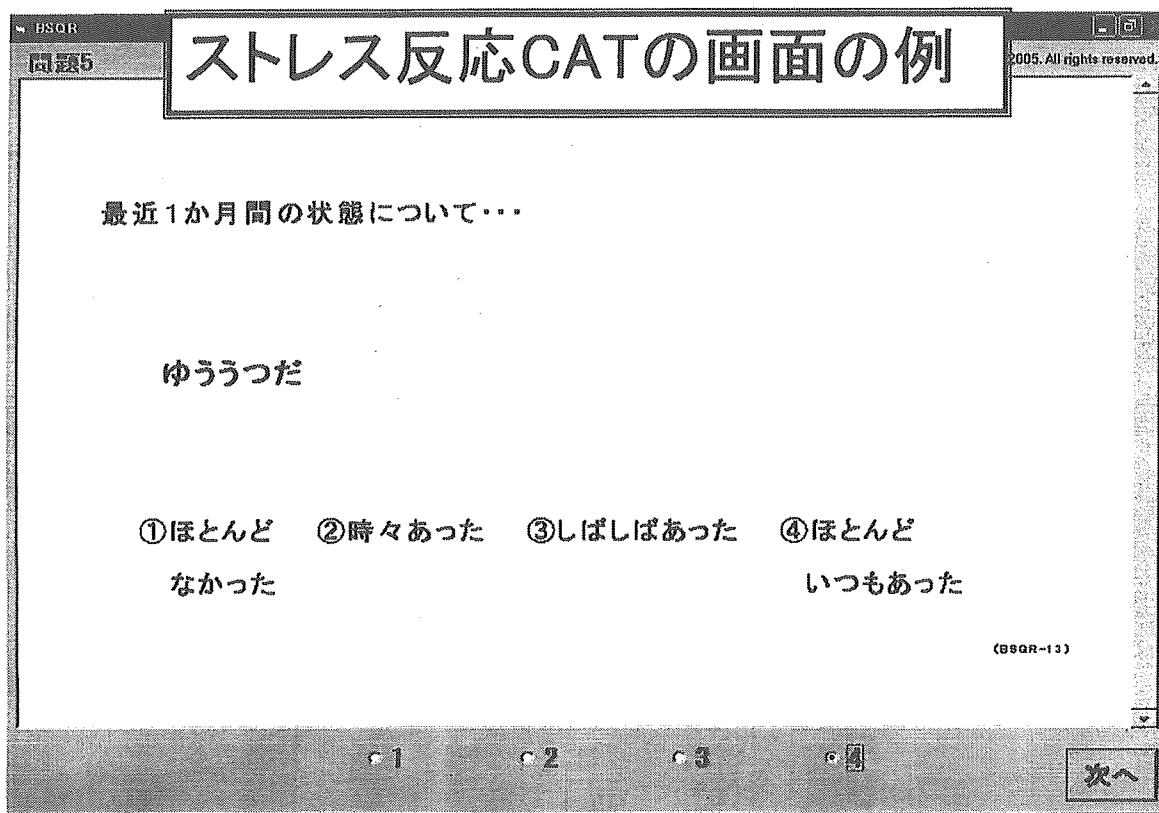 BSQR
ストレス反応CATの画面の例
問題5
2005. All rights reserved.
最近1か月間の状態について・・・
ゆううつだ
①ほとんど ②時々あった ③しばしばあった ④ほとんど
なかった いつもあった
(BSQR-13)
1 2 3 4
次へ